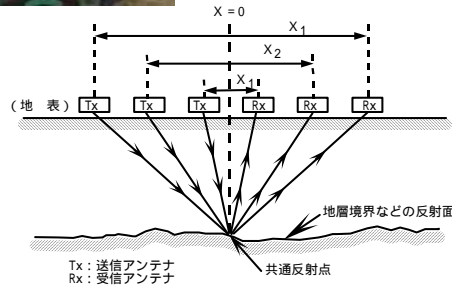 X = 0
X1
X2
X1
(地 表) Tx Tx Tx Rx Rx Rx
地層境界などの反射面
共通反射点
Tx : 送信アンテナ
Rx : 受信アンテナ